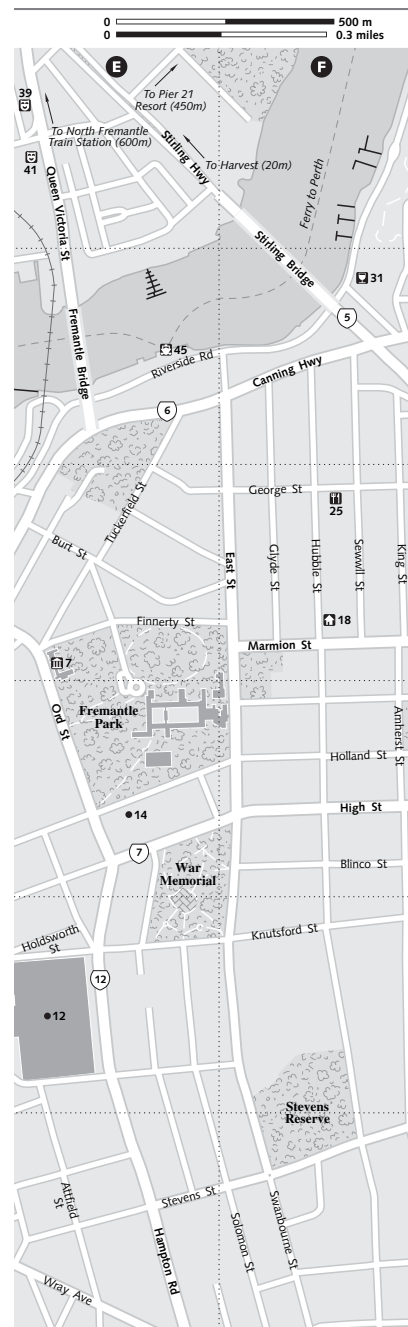 0 500 m
0 0.3 miles
E
F
39
To Pier 21
Resort (450m)
To North Fremantle
Train Station (600m)
41
Stirling Hwy
To Harvest (20m)
Queen Victoria St
Ferry to Perth
Stirling Bridge
31
5
Fremantle Bridge
45
Riverside Rd
Canning Hwy
6
George St
25
Tuckerfield St
Burt St
East St
Glyde St
Hubble St
Sewwll St
King St
18
Finnerty St
Marmion St
7
Fremantle
Park
Ord St
Amherst St
Holland St
14
High St
7
Blinco St
War
Memorial
Holdsworth
St
Knutsford St
12
12
Stevens
Reserve
Attfield
St
Stevens St
Swanbourne St
Solomon St
Hampton Rd
Wray Ave